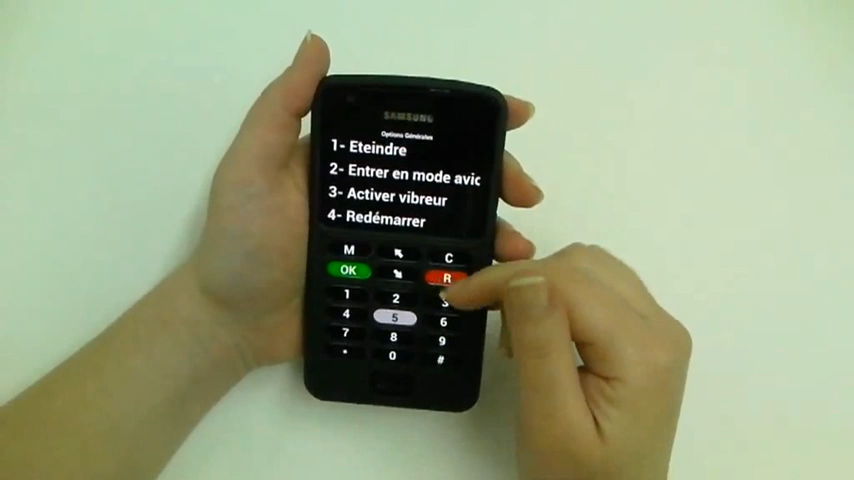 SAMSUNG
Options Générales
1- Eteindre
2- Entrer en mode avic
3- Activer vibreur
4- Redémarrer
M C
OK R
1 2 3
4 5 6
7 8 9
* 0 #